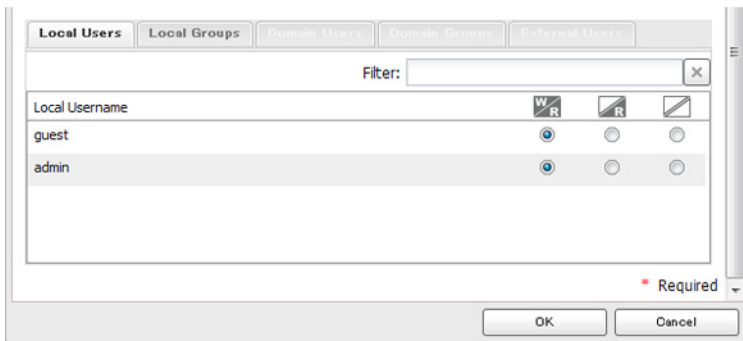 Local Users Local Groups Domain Users Domain Groups External Users
Filter:
Local Username W/R R
guest
admin
* Required
OK Cancel